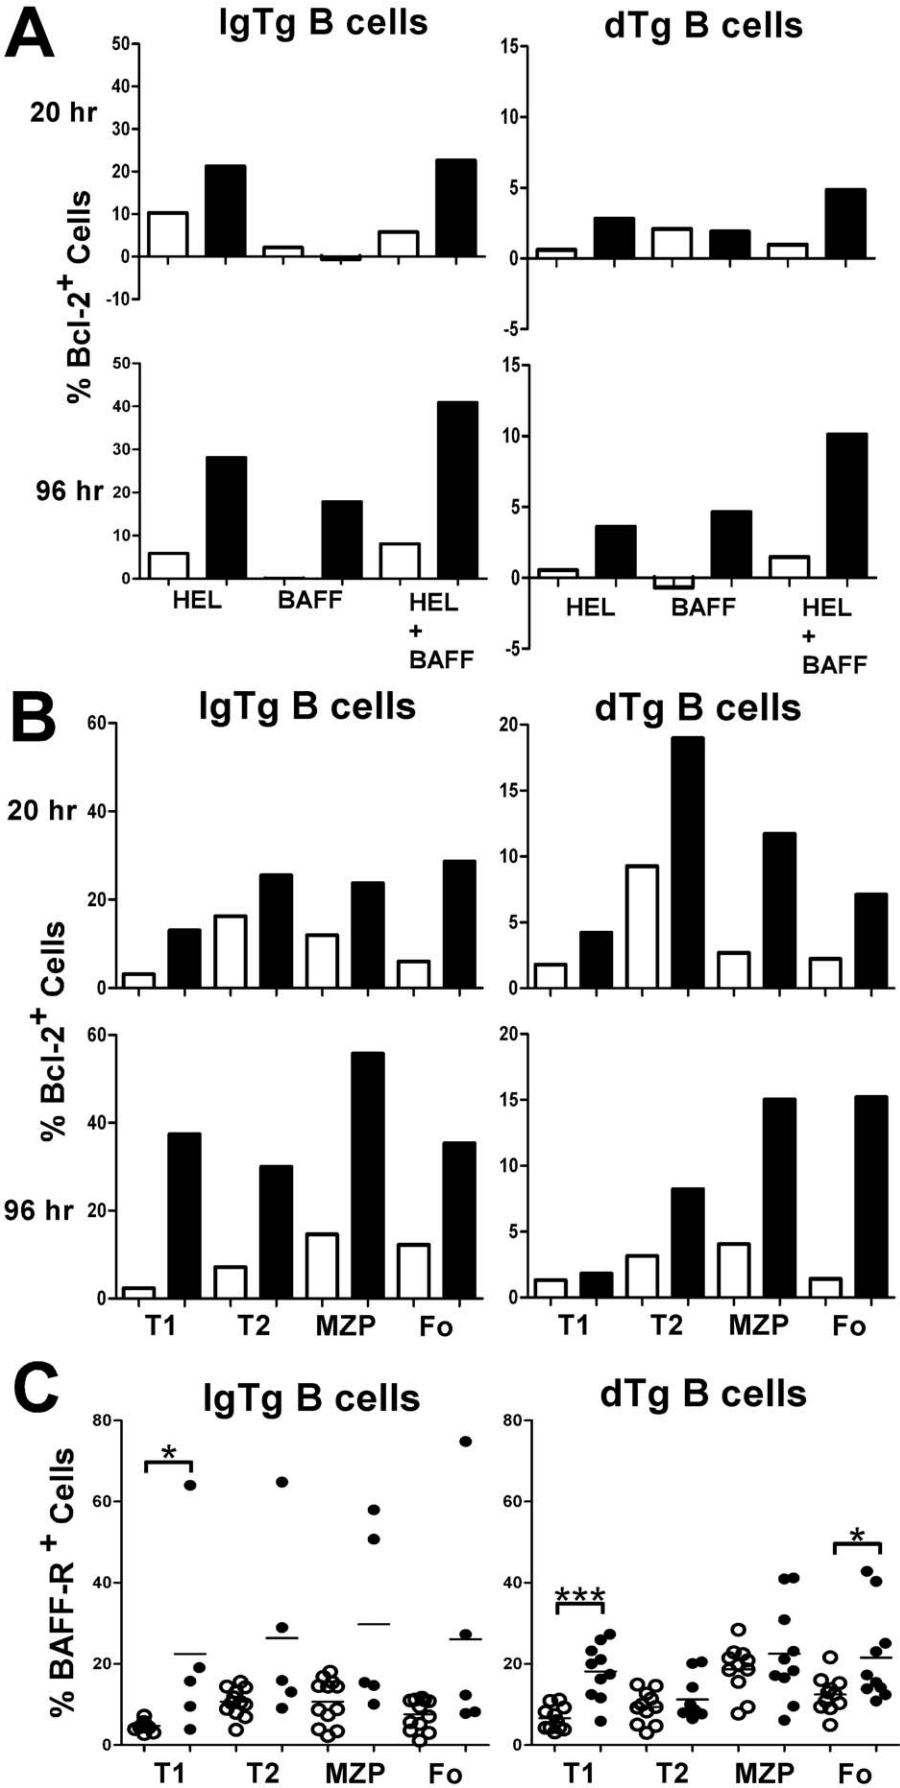 A
IgTg B cells
dTg B cells
20 hr
% Bcl-2+ Cells
50
40
30
20
10
0
-10
15
10
5
0
-5
96 hr
50
40
30
20
10
0
15
10
5
0
-5
HEL
BAFF
HEL
+
BAFF
HEL
BAFF
HEL
+
BAFF
B
IgTg B cells
dTg B cells
20 hr
% Bcl-2+ Cells
60
40
20
0
20
15
10
5
0
96 hr
60
40
20
0
20
15
10
5
0
T1 T2 MZP Fo
T1 T2 MZP Fo
C
IgTg B cells
dTg B cells
% BAFF-R + Cells
80
60
40
20
0
*
80
60
40
20
0
***
*
T1 T2 MZP Fo
T1 T2 MZP Fo